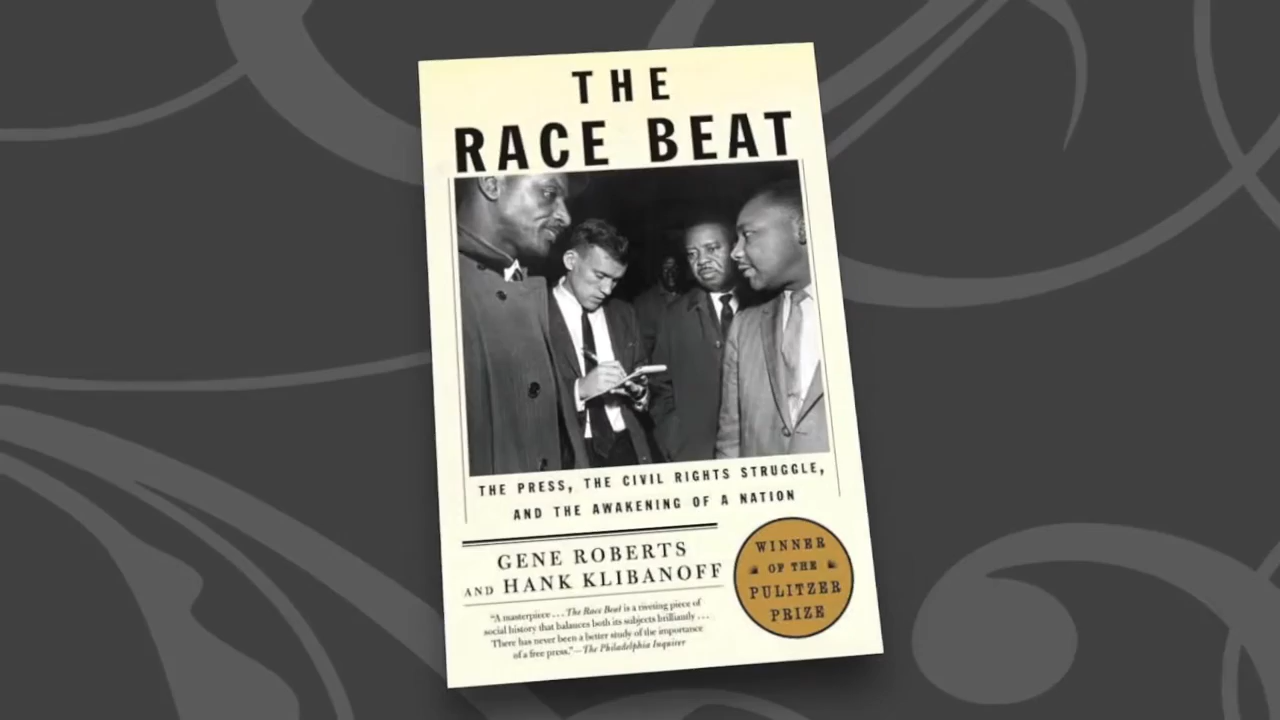 THE
RACE BEAT
THE PRESS, THE CIVIL RIGHTS STRUGGLE,
AND THE AWAKENING OF A NATION
GENE ROBERTS
AND HANK KLIBANOFF
"A masterpiece . . . The Race Beat is a riveting piece of
social history that balances both its subjects brilliantly . . .
There has never been a better study of the importance
of a free press."—The Philadelphia Inquirer
WINNER
OF THE
PULITZER
PRIZE